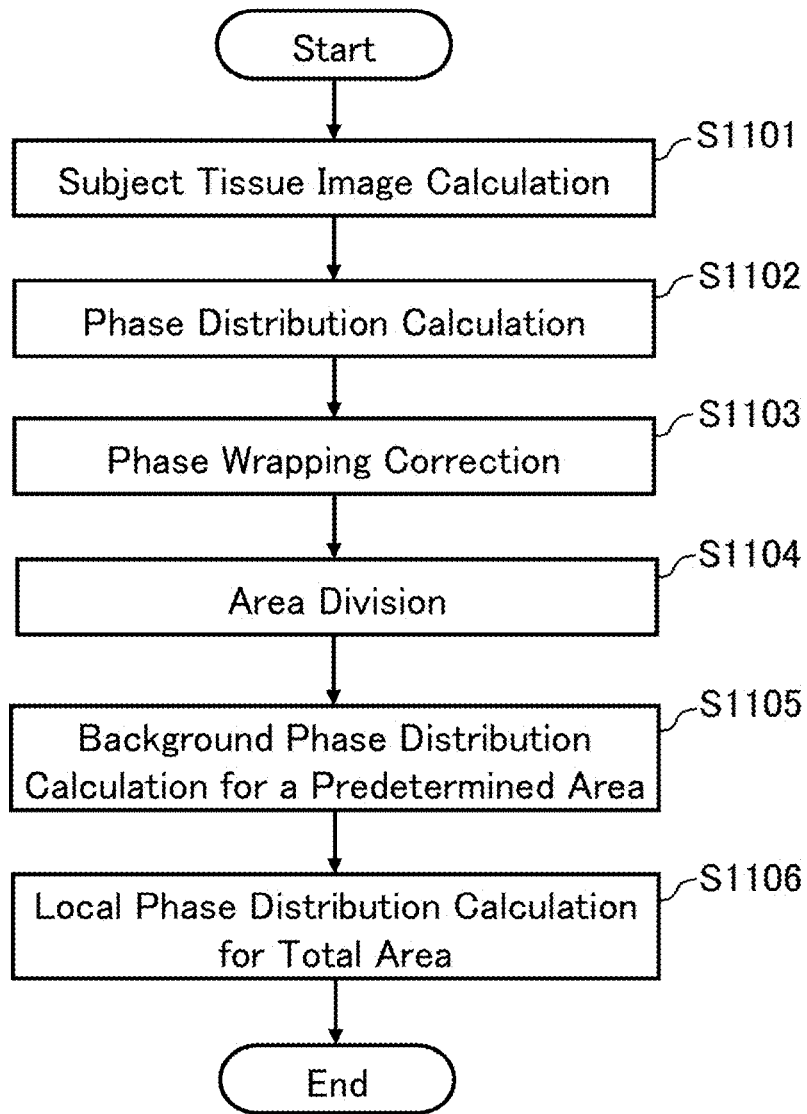 Start
S1101
Subject Tissue Image Calculation
S1102
Phase Distribution Calculation
S1103
Phase Wrapping Correction
S1104
Area Division
S1105
Background Phase Distribution
Calculation for a Predetermined Area
S1106
Local Phase Distribution Calculation
for Total Area
End